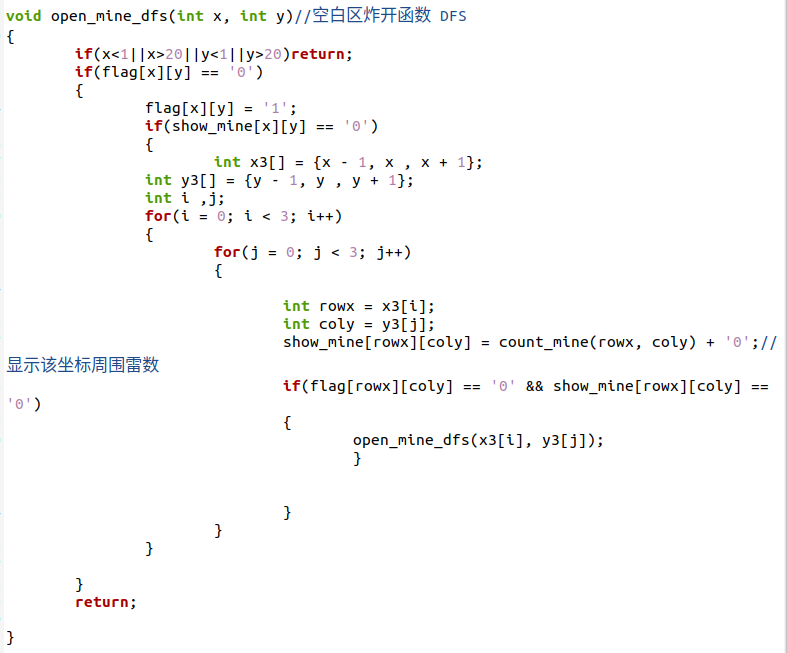 void open_mine_dfs(int x, int y)//空白区炸开函数 DFS
{
if(x<1||x>20||y<1||y>20)return;
if(flag[x][y] == '0')
{
flag[x][y] = '1';
if(show_mine[x][y] == '0')
{
int x3[] = {x - 1, x , x + 1};
int y3[] = {y - 1, y , y + 1};
int i ,j;
for(i = 0; i < 3; i++)
{
for(j = 0; j < 3; j++)
{
int rowx = x3[i];
int coly = y3[j];
show_mine[rowx][coly] = count_mine(rowx, coly) + '0';//
显示该坐标周围雷数
if(flag[rowx][coly] == '0' && show_mine[rowx][coly] ==
'0')
{
open_mine_dfs(x3[i], y3[j]);
}
}
}
}
}
return;
}